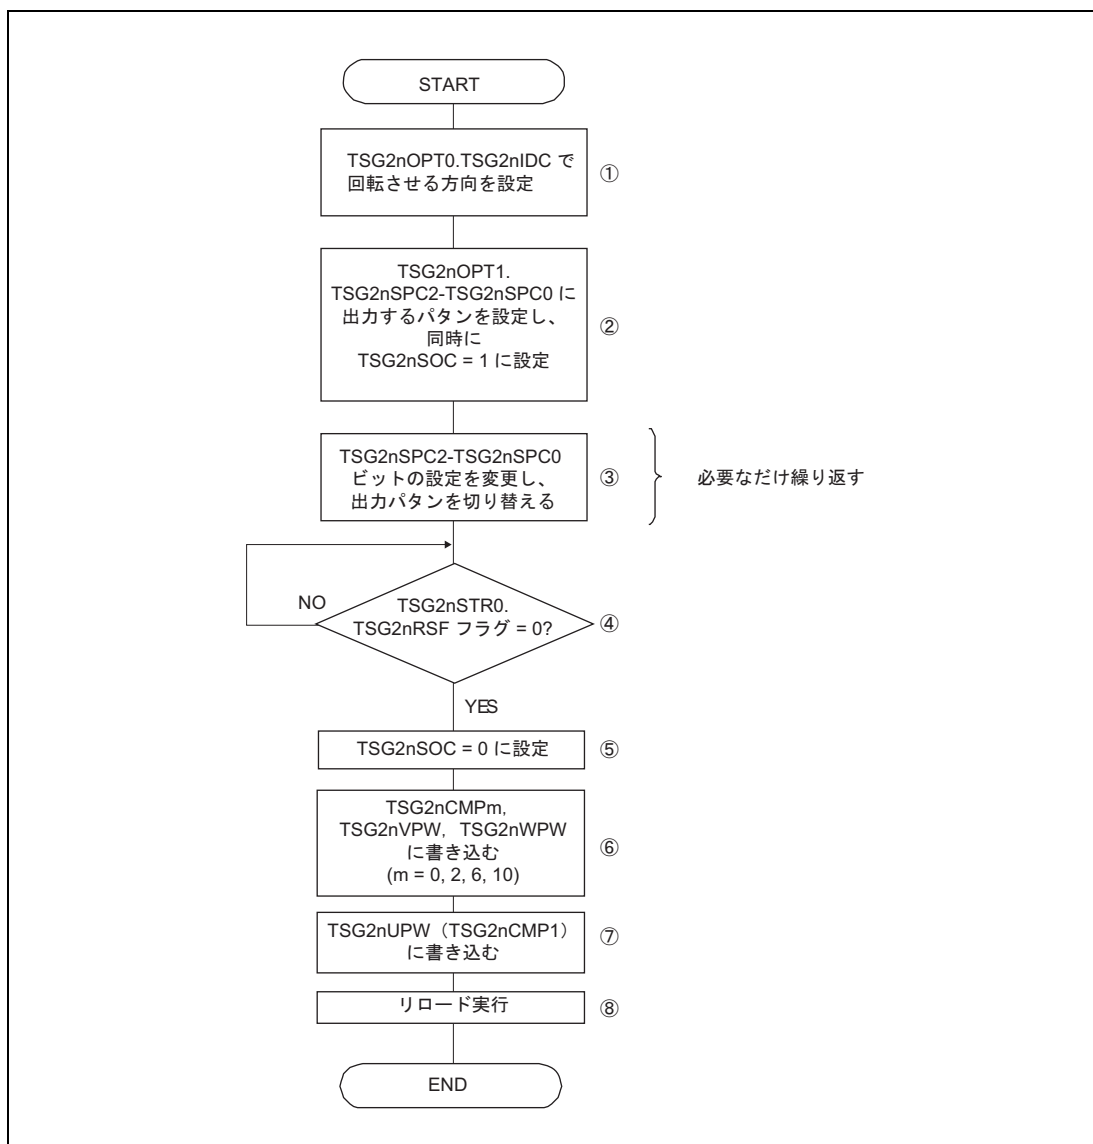 START
TSG2nOPT0.TSG2nIDC で
回転させる方向を設定
①
TSG2nOPT1.
TSG2nSPC2-TSG2nSPC0 に
出力するパタンを設定し、
同時に
TSG2nSOC = 1 に設定
②
TSG2nSPC2-TSG2nSPC0
ビットの設定を変更し、
出力パタンを切り替える
③
必要なだけ繰り返す
NO
TSG2nSTR0.
TSG2nRSF フラグ = 0?
④
YES
TSG2nSOC = 0 に設定
⑤
TSG2nCMPm,
TSG2nVPW, TSG2nWPW
に書き込む
(m = 0, 2, 6, 10)
⑥
TSG2nUPW（TSG2nCMP1）
に書き込む
⑦
リロード実行
⑧
END